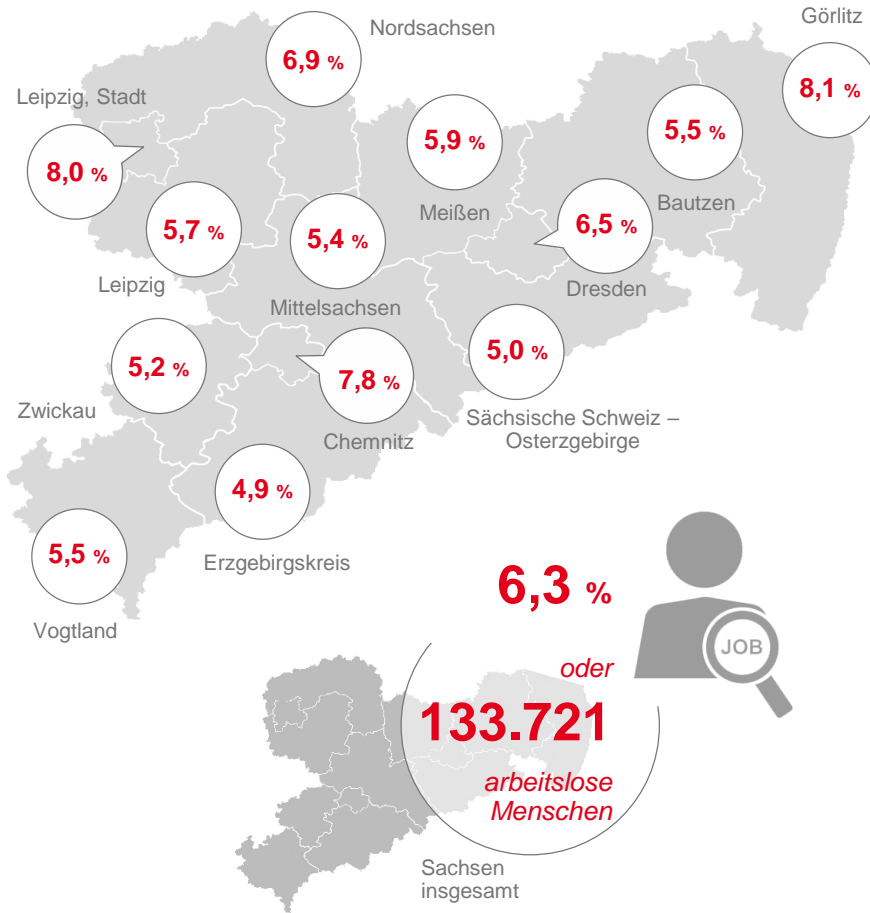 Görlitz
8,1 %
Nordsachsen
6,9 %
Leipzig, Stadt
8,0 %
5,9 %
Meißen
5,5 %
Bautzen
5,7 %
Leipzig
5,4 %
Mittelsachsen
6,5 %
Dresden
5,2 %
Zwickau
7,8 %
Chemnitz
5,0 %
Sächsische Schweiz –
Osterzgebirge
4,9 %
Erzgebirgskreis
5,5 %
Vogtland
6,3 %
JOB
oder
133.721
arbeitslose
Menschen
Sachsen
insgesamt